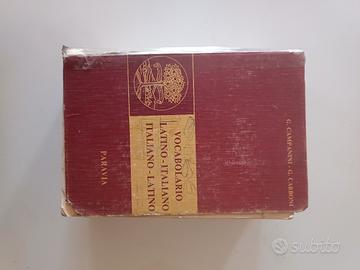 G. CAMPANINI - G. CARBONI
VOCABOLARIO
LATINO - ITALIANO
ITALIANO - LATINO
PARAVIA
subito